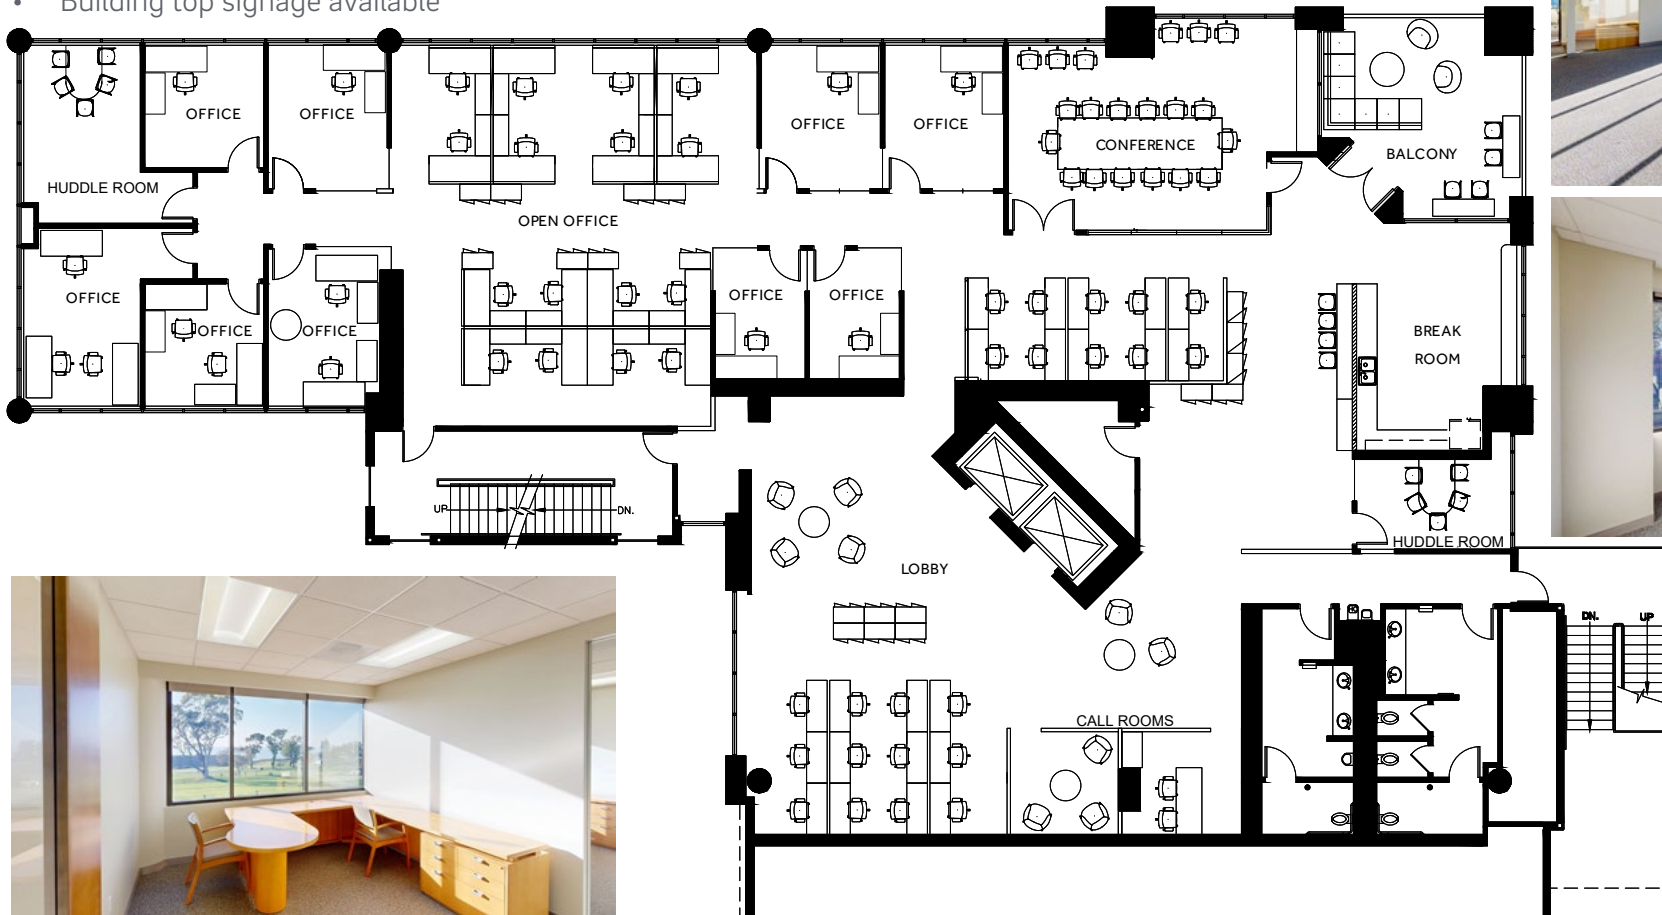 • Building top signage available
OFFICE
OFFICE
OFFICE
OFFICE
CONFERENCE
BALCONY
HUDDLE ROOM
OPEN OFFICE
OFFICE
OFFICE
OFFICE
OFFICE
OFFICE
BREAK
ROOM
UP
DN.
HUDDLE ROOM
LOBBY
DN.
UP
CALL ROOMS